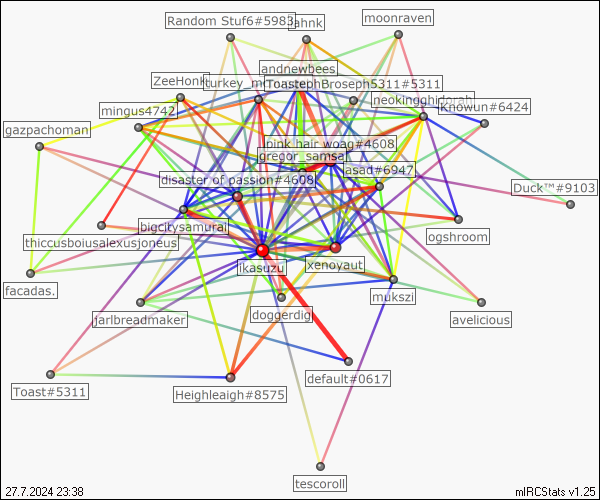 Random Stuf6#5983
ahnk
moonraven
andnewbees
ZeeHonk
turkey_m
ToastephBroseph5311#5311
neokingghidorah
Knowun#6424
mingus4742
gazpachoman
pink hair woag#4608
gregor_samsa
asad#6947
disaster of passion#4608
Duck™#9103
bigcitysamurai
ogshroom
thiccusboiusalexusjoneus
ikasuzu
xenoyaut
facadas.
mukszi
jarlbreadmaker
doggerdig
avelicious
default#0617
Toast#5311
Heighleaigh#8575
tescoroll
27.7.2024 23:38
mIRCStats v1.25